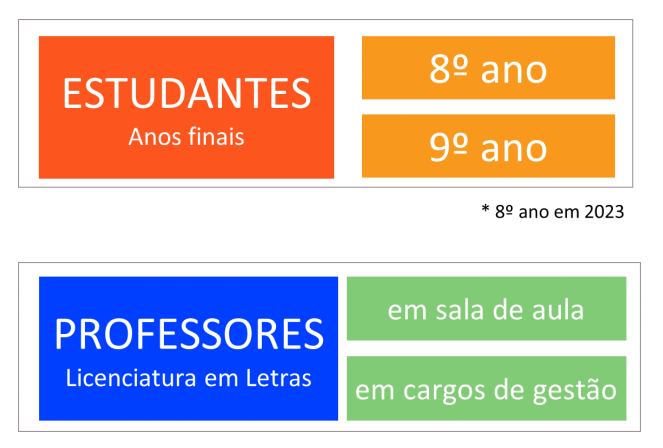 ESTUDANTES
Anos finais
8º ano
9º ano
* 8º ano em 2023
PROFESSORES
Licenciatura em Letras
em sala de aula
em cargos de gestão